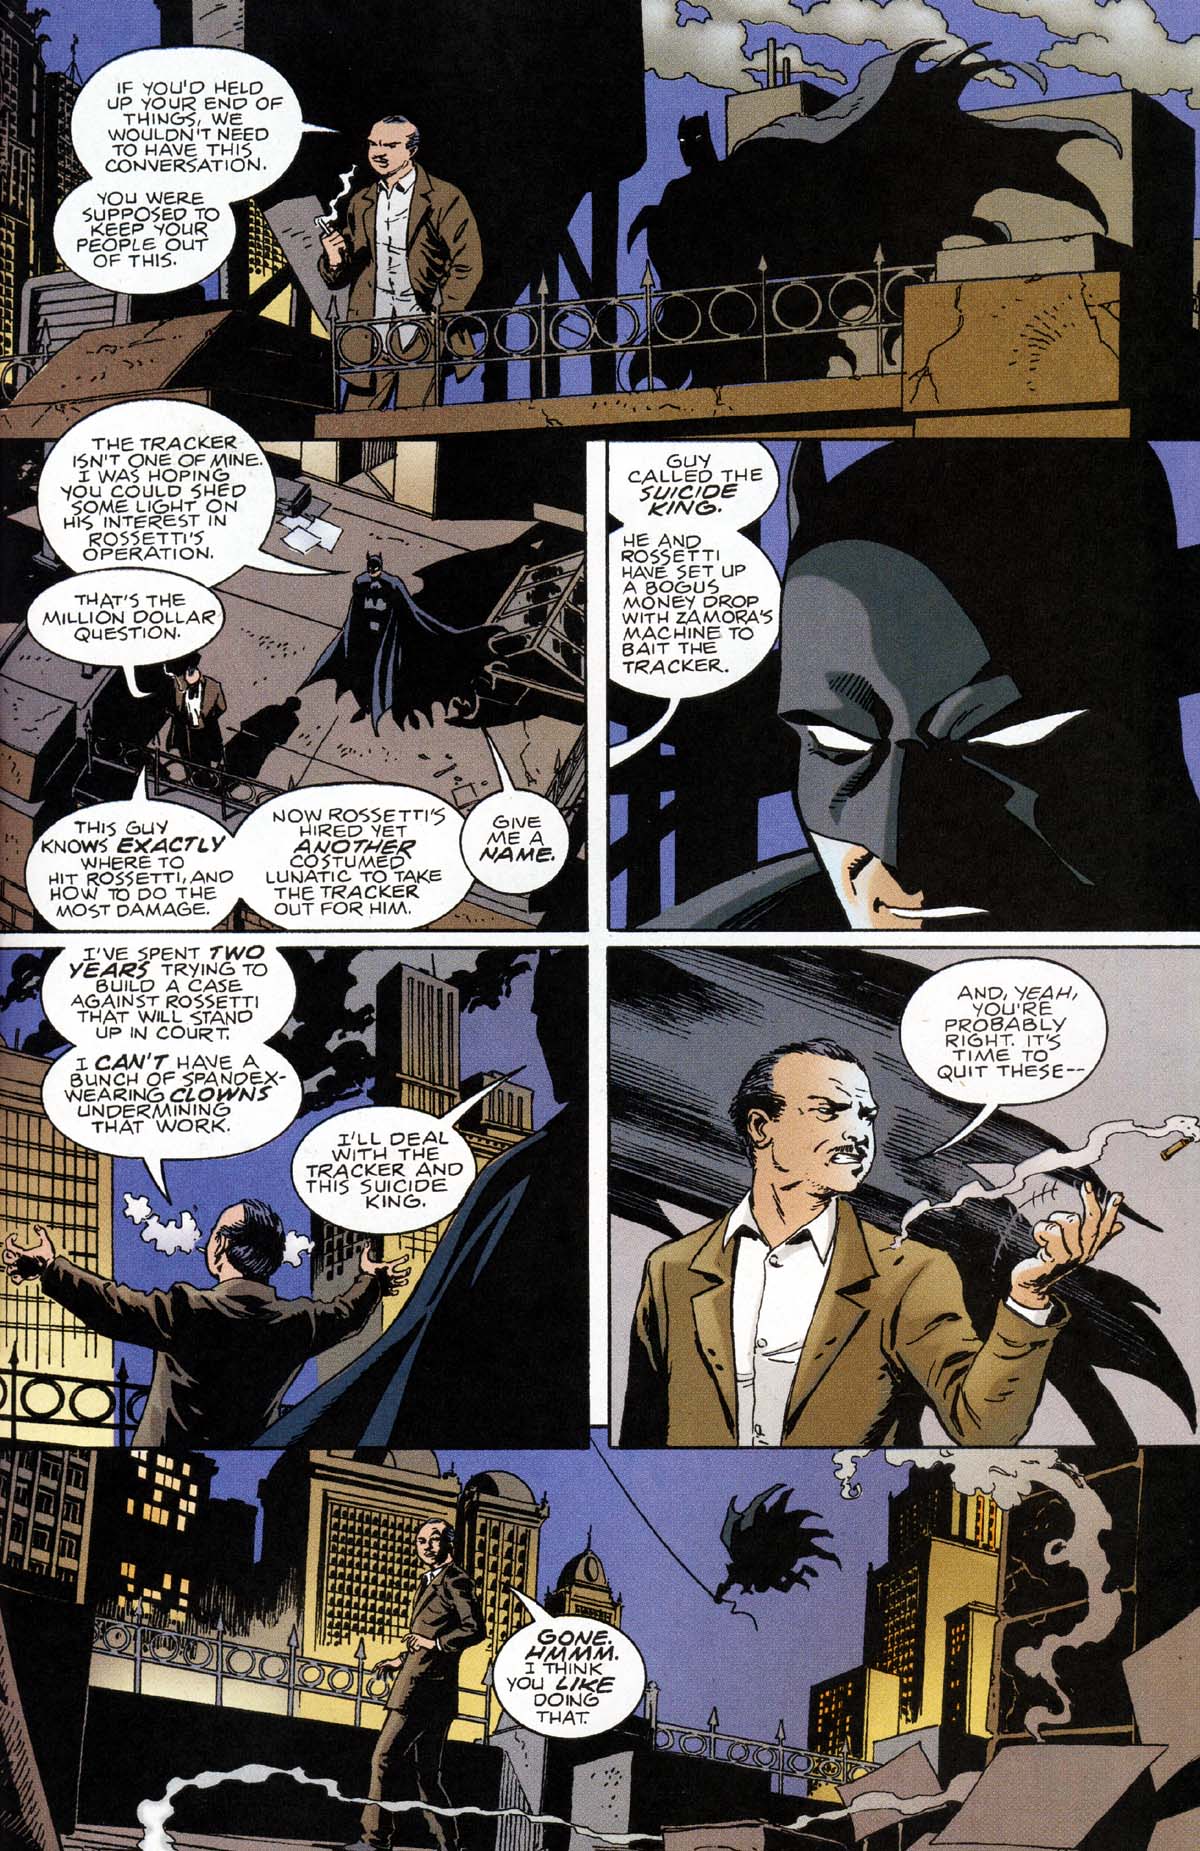 IF YOU'D HELD
UP YOUR END OF
THINGS, WE
WOULDN'T NEED
TO HAVE THIS
CONVERSATION.
YOU WERE
SUPPOSED TO
KEEP YOUR
PEOPLE OUT
OF THIS.
THE TRACKER
ISN'T ONE OF MINE.
I WAS HOPING
YOU COULD SHED
SOME LIGHT ON
HIS INTEREST IN
ROSSETTI'S
OPERATION.
THAT'S THE
MILLION DOLLAR
QUESTION.
THIS GUY
KNOWS EXACTLY
WHERE TO
HIT ROSSETTI, AND
HOW TO DO THE
MOST DAMAGE.
NOW ROSSETTI'S
HIRED YET
ANOTHER
COSTUMED
LUNATIC TO TAKE
THE TRACKER
OUT FOR HIM.
GIVE
ME A
NAME.
GUY
CALLED THE
SUICIDE
KING.
HE AND
ROSSETTI
HAVE SET UP
A BOGUS
MONEY DROP
WITH ZAMORA'S
MACHINE TO
BAIT THE
TRACKER.
I'VE SPENT TWO
YEARS TRYING TO
BUILD A CASE
AGAINST ROSSETTI
THAT WILL STAND
UP IN COURT.
I CAN'T HAVE A
BUNCH OF SPANDEX-
WEARING CLOWNS
UNDERMINING
THAT WORK.
I'LL DEAL
WITH THE
TRACKER AND
THIS SUICIDE
KING.
AND, YEAH,
YOU'RE
PROBABLY
RIGHT. IT'S
TIME TO
QUIT THESE--
GONE.
HMMM.
I THINK
YOU LIKE
DOING
THAT.